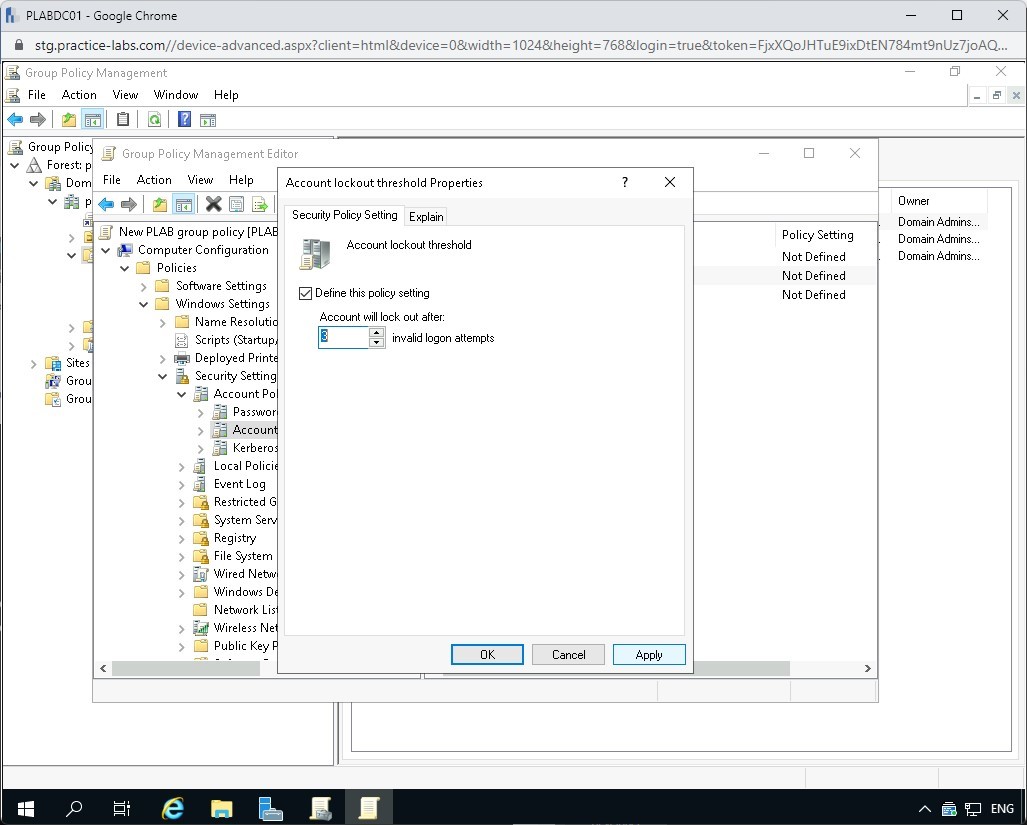 PLABDC01 - Google Chrome
stg.practice-labs.com//device-advanced.aspx?client=html&device=0&width=1024&height=768&login=true&token=FjxXQoJHTuE9ixDtEN784mt9nUz7joAQ...
Group Policy Management
File Action View Window Help
Group Policy
Forest: p
Dom
p
Sites
Grou
Grou
Owner
Domain Admins...
Domain Admins...
Domain Admins...
Group Policy Management Editor
File Action View Help
New PLAB group policy [PLAB
Computer Configuration
Policies
Software Settings
Windows Settings
Name Resolutio
Scripts (Startup/
Deployed Printe
Security Setting
Account Pol
Passwor
Account
Kerberos
Local Policie
Event Log
Restricted G
System Serv
Registry
File System
Wired Netw
Windows De
Network List
Wireless Net
Public Key P
Policy Setting
Not Defined
Not Defined
Not Defined
Account lockout threshold Properties
?
Security Policy Setting Explain
Account lockout threshold
Define this policy setting
Account will lock out after:
3 invalid logon attempts
OK Cancel Apply
ENG